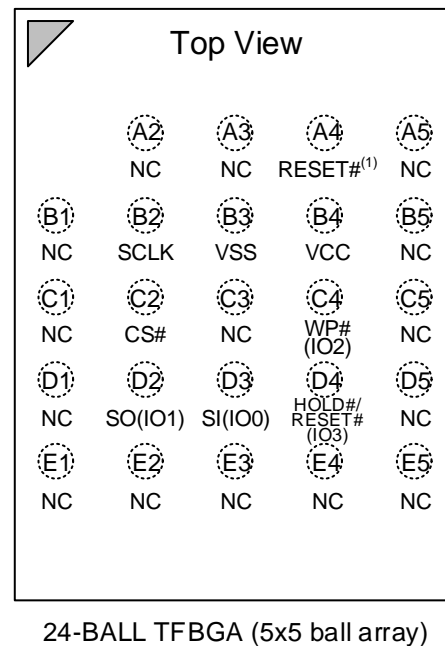 Top View
A2 A3 A4 A5
NC NC RESET#(1) NC
B1 B2 B3 B4 B5
NC SCLK VSS VCC NC
C1 C2 C3 C4 C5
NC CS# NC WP# (IO2) NC
D1 D2 D3 D4 D5
NC SO(IO1) SI(IO0) HOLD#/ RESET# (IO3) NC
E1 E2 E3 E4 E5
NC NC NC NC NC
24-BALL TFBGA (5x5 ball array)